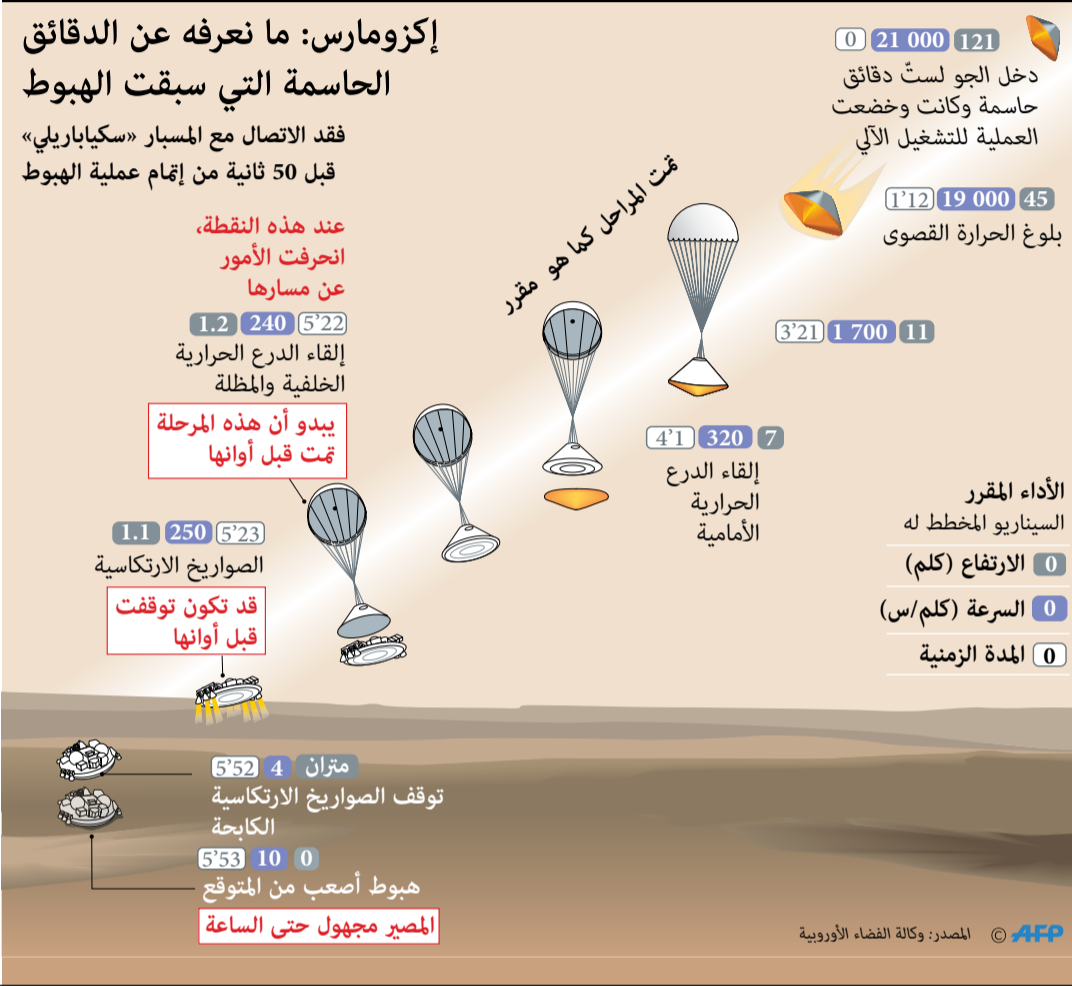 إكزومارس: ما نعرفه عن الدقائق
الحاسمة التي سبقت الهبوط
فقد الاتصال مع المسبار «سكياباريلي»
قبل 50 ثانية من إتمام عملية الهبوط
121 21 000 0
دخل الجو لستّ دقائق
حاسمة وكانت وخضعت
العملية للتشغيل الآلي
45 19 000 1’12
بلوغ الحرارة القصوى
تمت المراحل كما هو مقرر
11 1 700 3’21
7 320 4’1
إلقاء الدرع
الحرارية
الأمامية
عند هذه النقطة،
انحرفت الأمور
عن مسارها
5’22 240 1.2
إلقاء الدرع الحرارية
الخلفية والمظلة
يبدو أن هذه المرحلة
تمت قبل أوانها
5’23 250 1.1
الصواريخ الارتكاسية
قد تكون توقفت
قبل أوانها
متران 4 5’52
توقف الصواريخ الارتكاسية
الكابحة
0 10 5’53
هبوط أصعب من المتوقع
المصير مجهول حتى الساعة
الأداء المقرر
السيناريو المخطط له
0 الارتفاع (كلم)
0 السرعة (كلم/س)
0 المدة الزمنية
AFP © المصدر: وكالة الفضاء الأوروبية